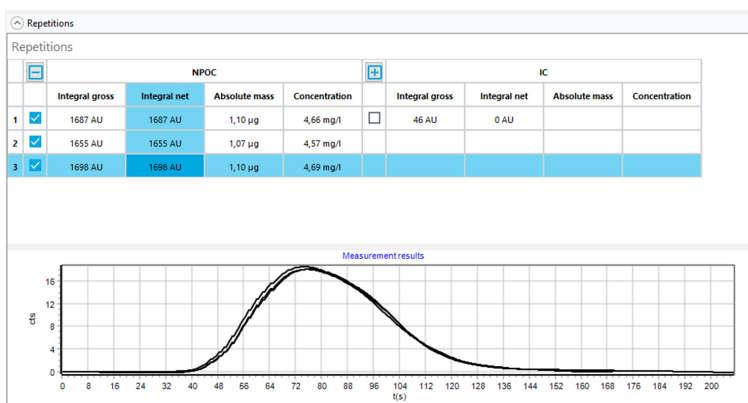 Repetitions
Repetitions
NPOC IC
Integral gross Integral net Absolute mass Concentration Integral gross Integral net Absolute mass Concentration
1 1687 AU 1687 AU 1,10 µg 4,66 mg/l 46 AU 0 AU
2 1655 AU 1655 AU 1,07 µg 4,57 mg/l
3 1698 AU 1698 AU 1,10 µg 4,69 mg/l
Measurement results
cts
16
12
8
4
0
0 8 16 24 32 40 48 56 64 72 80 88 96 104 112 120 128 136 144 152 160 168 176 184 192 200
t(s)